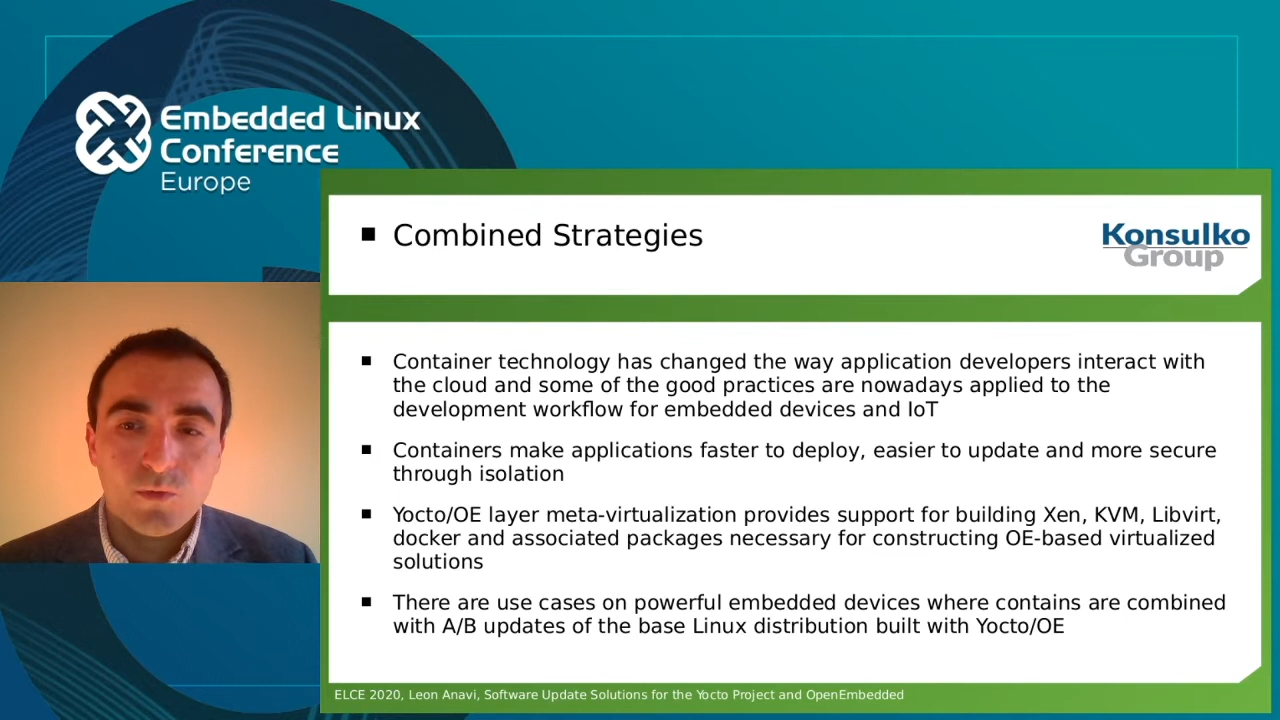 Embedded Linux
Conference
Europe
Combined Strategies
Konsulko
Group
Container technology has changed the way application developers interact with
the cloud and some of the good practices are nowadays applied to the
development workflow for embedded devices and IoT
Containers make applications faster to deploy, easier to update and more secure
through isolation
Yocto/OE layer meta-virtualization provides support for building Xen, KVM, Libvirt,
docker and associated packages necessary for constructing OE-based virtualized
solutions
There are use cases on powerful embedded devices where contains are combined
with A/B updates of the base Linux distribution built with Yocto/OE
ELCE 2020, Leon Anavi, Software Update Solutions for the Yocto Project and OpenEmbedded